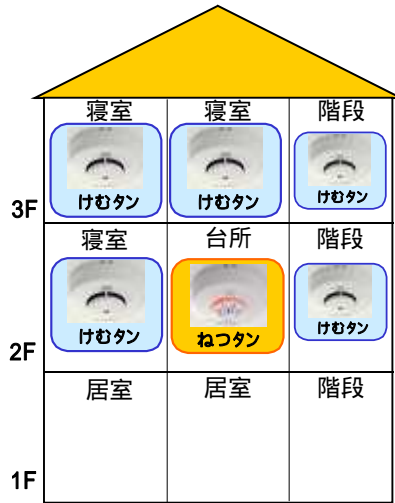 寝室 寝室 階段
けむタン けむタン けむタン
3F
寝室 台所 階段
けむタン ねつタン けむタン
2F
居室 居室 階段
1F